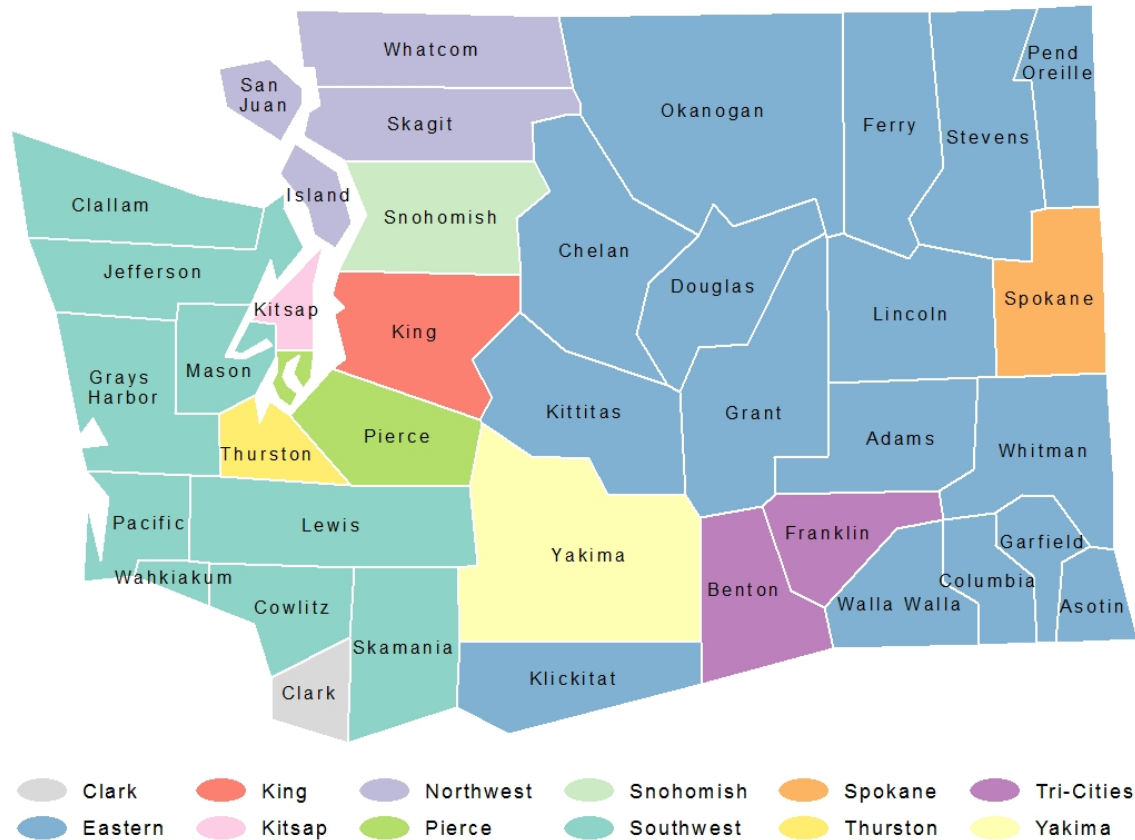 Whatcom
San
Juan
Skagit
Okanogan
Ferry
Stevens
Pend
Oreille
Clallam
Island
Snohomish
Chelan
Jefferson
Kitsap
Douglas
Lincoln
Spokane
King
Mason
Grays
Harbor
Kittitas
Grant
Adams
Whitman
Thurston
Pierce
Pacific
Lewis
Yakima
Franklin
Garfield
Wahkiakum
Cowlitz
Benton
Walla Walla
Columbia
Asotin
Skamania
Clark
Klickitat
Clark King Northwest Snohomish Spokane Tri-Cities
Eastern Kitsap Pierce Southwest Thurston Yakima